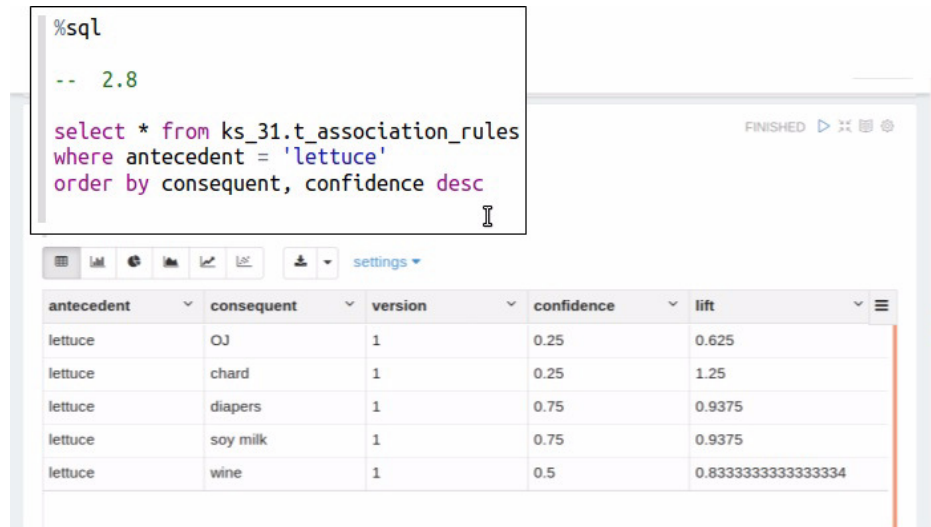 %sql
-- 2.8
select * from ks_31.t_association_rules
where antecedent = 'lettuce'
order by consequent, confidence desc
FINISHED
settings
antecedent consequent version confidence lift
lettuce OJ 1 0.25 0.625
lettuce chard 1 0.25 1.25
lettuce diapers 1 0.75 0.9375
lettuce soy milk 1 0.75 0.9375
lettuce wine 1 0.5 0.8333333333333334